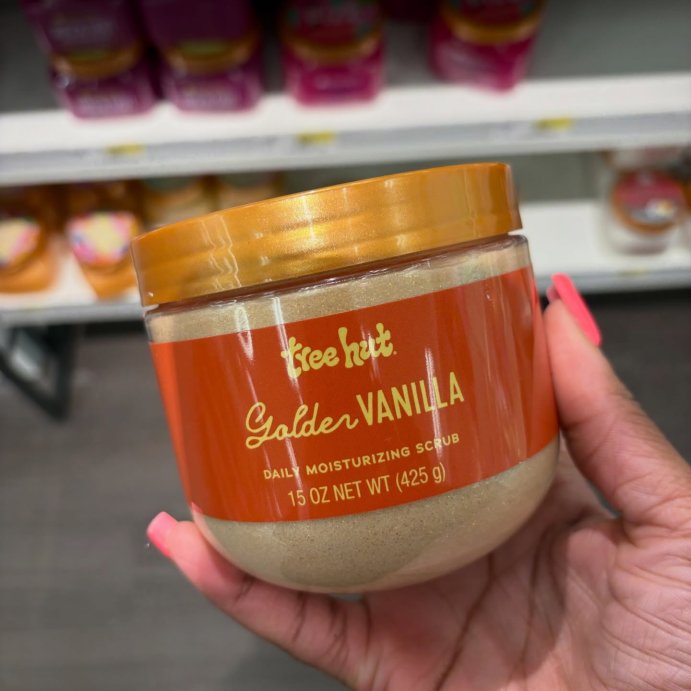 tree hut
Golden VANILLA
DAILY MOISTURIZING SCRUB
15 OZ NET WT (425 g)